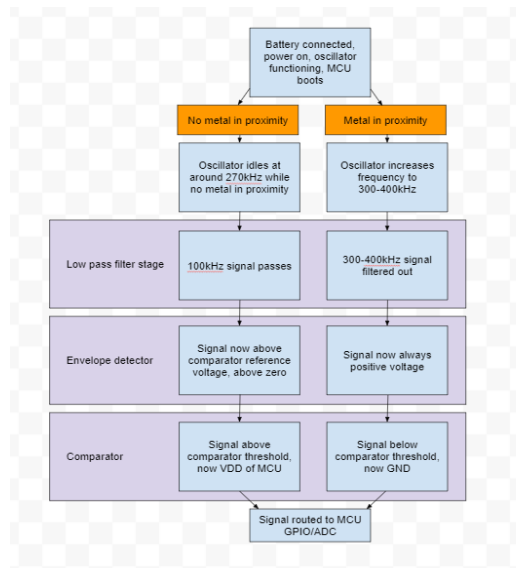 Battery connected,
power on, oscillator
functioning, MCU
boots
No metal in proximity
Metal in proximity
Oscillator idles at
around 270kHz while
no metal in proximity
Oscillator increases
frequency to
300-400kHz
Low pass filter stage
100kHz signal passes
300-400kHz signal
filtered out
Envelope detector
Signal now above
comparator reference
voltage, above zero
Signal now always
positive voltage
Comparator
Signal above
comparator threshold,
now VDD of MCU
Signal below
comparator threshold,
now GND
Signal routed to MCU
GPIO/ADC